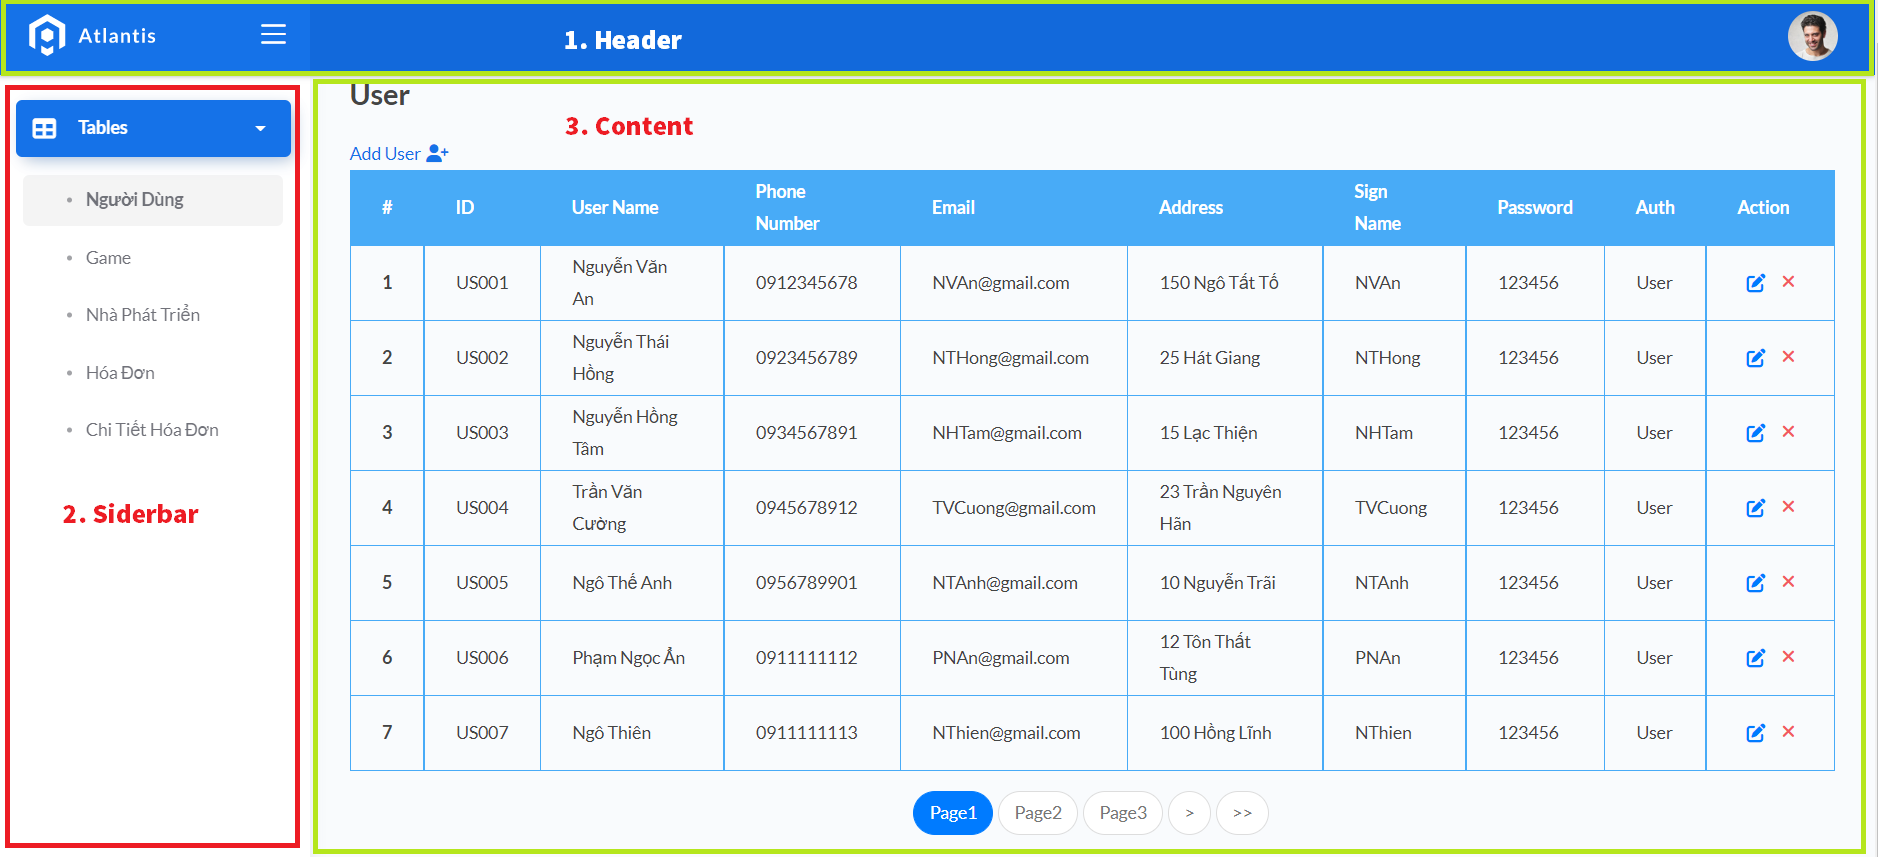 Atlantis
1. Header
Tables
Người Dùng
Game
Nhà Phát Triển
Hóa Đơn
Chi Tiết Hóa Đơn
2. Siderbar
User
3. Content
Add User
# ID User Name Phone Number Email Address Sign Name Password Auth Action
1 US001 Nguyễn Văn An 0912345678 NVAn@gmail.com 150 Ngô Tất Tố NVAn 123456 User
2 US002 Nguyễn Thái Hồng 0923456789 NTHong@gmail.com 25 Hát Giang NTHong 123456 User
3 US003 Nguyễn Hồng Tâm 0934567891 NHTam@gmail.com 15 Lạc Thiện NHTam 123456 User
4 US004 Trần Văn Cường 0945678912 TVCuong@gmail.com 23 Trần Nguyên Hãn TVCuong 123456 User
5 US005 Ngô Thế Anh 0956789901 NTAnh@gmail.com 10 Nguyễn Trãi NTAnh 123456 User
6 US006 Phạm Ngọc Ẩn 0911111112 PNAn@gmail.com 12 Tôn Thất Tùng PNAn 123456 User
7 US007 Ngô Thiên 0911111113 NThien@gmail.com 100 Hồng Lĩnh NThien 123456 User
Page1 Page2 Page3 > >>